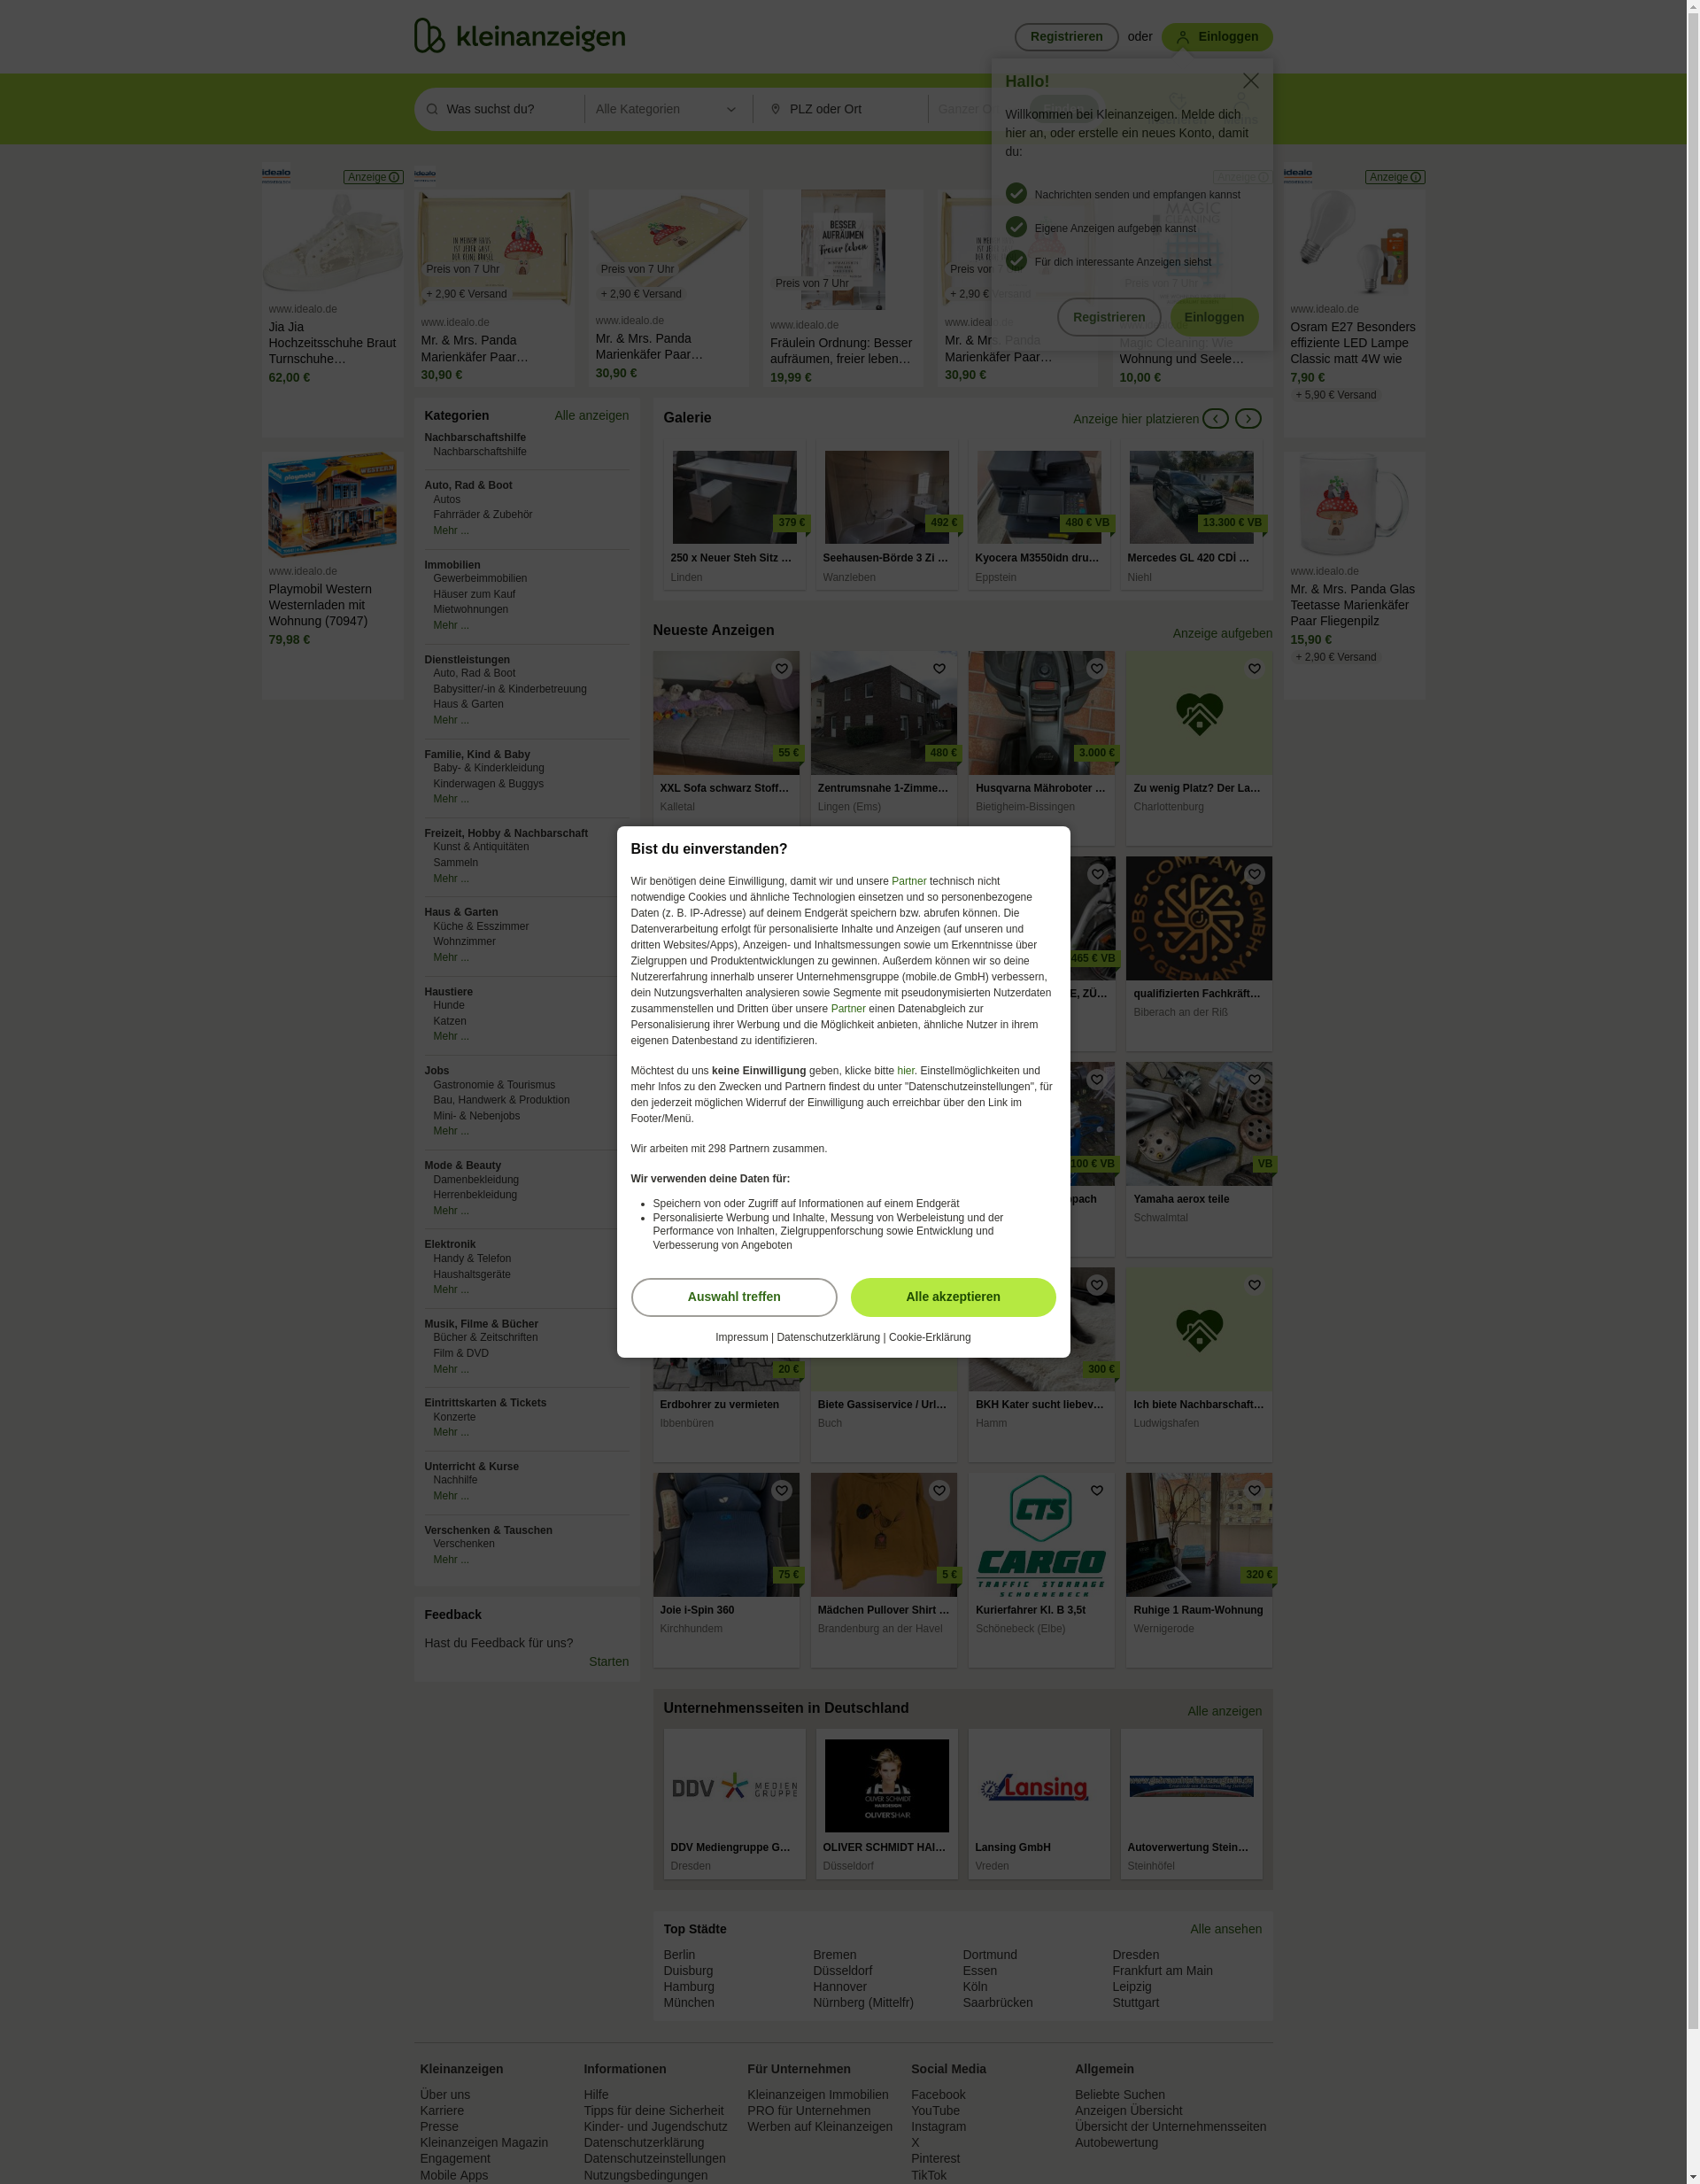 kleinanzeigen
Registrieren oder Einloggen
Was suchst du? Alle Kategorien PLZ oder Ort
Hallo!
Willkommen bei Kleinanzeigen. Melde dich
hier an, oder erstelle ein neues Konto, damit
du:
Nachrichten senden und empfangen kannst
Eigene Anzeigen aufgeben kannst
Für dich interessante Anzeigen siehst
Registrieren Einloggen
idealo
Anzeige
www.idealo.de
Jia Jia
Hochzeitsschuhe Braut
Turnschuhe…
62,00 €
www.idealo.de
Playmobil Western
Westernladen mit
Wohnung (70947)
79,98 €
idealo
Preis von 7 Uhr
+ 2,90 € Versand
www.idealo.de
Mr. & Mrs. Panda
Marienkäfer Paar…
30,90 €
Preis von 7 Uhr
+ 2,90 € Versand
www.idealo.de
Mr. & Mrs. Panda
Marienkäfer Paar…
30,90 €
BESSER
AUFRÄUMEN
Freier leben
Preis von 7 Uhr
www.idealo.de
Fräulein Ordnung: Besser
aufräumen, freier leben…
19,99 €
Mr. & Mrs. Panda
Marienkäfer Paar…
30,90 €
MAGIC
CLEANING
Preis von 7 Uhr
Magic Cleaning: Wie
Wohnung und Seele…
10,00 €
idealo
Anzeige
www.idealo.de
Osram E27 Besonders
effiziente LED Lampe
Classic matt 4W wie
7,90 €
+ 5,90 € Versand
www.idealo.de
Mr. & Mrs. Panda Glas
Teetasse Marienkäfer
Paar Fliegenpilz
15,90 €
+ 2,90 € Versand
Kategorien Alle anzeigen
Nachbarschaftshilfe
Nachbarschaftshilfe
Auto, Rad & Boot
Autos
Fahrräder & Zubehör
Mehr ...
Immobilien
Gewerbeimmobilien
Häuser zum Kauf
Mietwohnungen
Mehr ...
Dienstleistungen
Auto, Rad & Boot
Babysitter/-in & Kinderbetreuung
Haus & Garten
Mehr ...
Familie, Kind & Baby
Baby- & Kinderkleidung
Kinderwagen & Buggys
Mehr ...
Freizeit, Hobby & Nachbarschaft
Kunst & Antiquitäten
Sammeln
Mehr ...
Haus & Garten
Küche & Esszimmer
Wohnzimmer
Mehr ...
Haustiere
Hunde
Katzen
Mehr ...
Jobs
Gastronomie & Tourismus
Bau, Handwerk & Produktion
Mini- & Nebenjobs
Mehr ...
Mode & Beauty
Damenbekleidung
Herrenbekleidung
Mehr ...
Elektronik
Handy & Telefon
Haushaltsgeräte
Mehr ...
Musik, Filme & Bücher
Bücher & Zeitschriften
Film & DVD
Mehr ...
Eintrittskarten & Tickets
Konzerte
Mehr ...
Unterricht & Kurse
Nachhilfe
Mehr ...
Verschenken & Tauschen
Verschenken
Mehr ...
Feedback
Hast du Feedback für uns?
Starten
Galerie Anzeige hier platzieren
379 € 492 € 480 € VB 13.300 € VB
250 x Neuer Steh Sitz … Seehausen-Börde 3 Zi … Kyocera M3550idn dru… Mercedes GL 420 CDİ …
Linden Wanzleben Eppstein Niehl
Neueste Anzeigen Anzeige aufgeben
55 € 480 € 3.000 €
XXL Sofa schwarz Stoff… Zentrumsnahe 1-Zimme… Husqvarna Mähroboter … Zu wenig Platz? Der La…
Kalletal Lingen (Ems) Bietigheim-Bissingen Charlottenburg
Bist du einverstanden?
Wir benötigen deine Einwilligung, damit wir und unsere Partner technisch nicht
notwendige Cookies und ähnliche Technologien einsetzen und so personenbezogene
Daten (z. B. IP-Adresse) auf deinem Endgerät speichern bzw. abrufen können. Die
Datenverarbeitung erfolgt für personalisierte Inhalte und Anzeigen (auf unseren und
dritten Websites/Apps), Anzeigen- und Inhaltsmessungen sowie um Erkenntnisse über
Zielgruppen und Produktentwicklungen zu gewinnen. Außerdem können wir so deine
Nutzererfahrung innerhalb unserer Unternehmensgruppe (mobile.de GmbH) verbessern,
dein Nutzungsverhalten analysieren sowie Segmente mit pseudonymisierten Nutzerdaten
zusammenstellen und Dritten über unsere Partner einen Datenabgleich zur
Personalisierung ihrer Werbung und die Möglichkeit anbieten, ähnliche Nutzer in ihrem
eigenen Datenbestand zu identifizieren.
Möchtest du uns keine Einwilligung geben, klicke bitte hier. Einstellmöglichkeiten und
mehr Infos zu den Zwecken und Partnern findest du unter "Datenschutzeinstellungen", für
den jederzeit möglichen Widerruf der Einwilligung auch erreichbar über den Link im
Footer/Menü.
Wir arbeiten mit 298 Partnern zusammen.
Wir verwenden deine Daten für:
Speichern von oder Zugriff auf Informationen auf einem Endgerät
Personalisierte Werbung und Inhalte, Messung von Werbeleistung und der
Performance von Inhalten, Zielgruppenforschung sowie Entwicklung und
Verbesserung von Angeboten
Auswahl treffen Alle akzeptieren
Impressum | Datenschutzerklärung | Cookie-Erklärung
JOBS-COMPANY GMBH GERMANY
465 € VB
E, ZÜ… qualifizierten Fachkräft…
Biberach an der Riß
100 € VB VB
pach Yamaha aerox teile
Schwalmtal
20 € 300 €
Erdbohrer zu vermieten Biete Gassiservice / Url… BKH Kater sucht liebev… Ich biete Nachbarschaft…
Ibbenbüren Buch Hamm Ludwigshafen
CTS
CARGO
TRAFFIC STORAGE
SCHOENEBECK
75 € 5 € 320 €
Joie i-Spin 360 Mädchen Pullover Shirt … Kurierfahrer Kl. B 3,5t Ruhige 1 Raum-Wohnung
Kirchhundem Brandenburg an der Havel Schönebeck (Elbe) Wernigerode
Unternehmensseiten in Deutschland Alle anzeigen
DDV MEDIEN
GRUPPE
OLIVER SCHMIDT
OLIVER'S HAIR
Lansing
DDV Mediengruppe G… OLIVER SCHMIDT HAI… Lansing GmbH Autoverwertung Stein…
Dresden Düsseldorf Vreden Steinhöfel
Top Städte Alle ansehen
Berlin Bremen Dortmund Dresden
Duisburg Düsseldorf Essen Frankfurt am Main
Hamburg Hannover Köln Leipzig
München Nürnberg (Mittelfr) Saarbrücken Stuttgart
Kleinanzeigen Informationen Für Unternehmen Social Media Allgemein
Über uns Hilfe Kleinanzeigen Immobilien Facebook Beliebte Suchen
Karriere Tipps für deine Sicherheit PRO für Unternehmen YouTube Anzeigen Übersicht
Presse Kinder- und Jugendschutz Werben auf Kleinanzeigen Instagram Übersicht der Unternehmensseiten
Kleinanzeigen Magazin Datenschutzerklärung X Autobewertung
Engagement Datenschutzeinstellungen Pinterest
Mobile Apps Nutzungsbedingungen TikTok